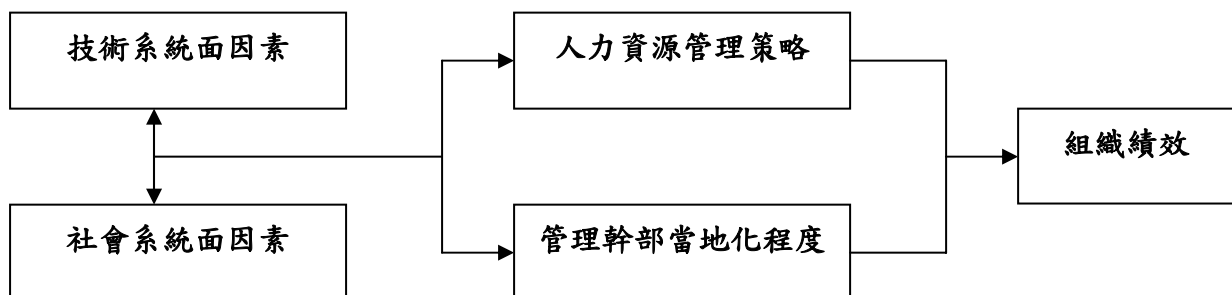 技術系統面因素
人力資源管理策略
組織績效
社會系統面因素
管理幹部當地化程度